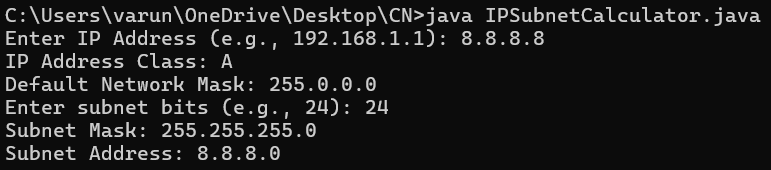 C:\Users\varun\OneDrive\Desktop\CN>java IPSubnetCalculator.java
Enter IP Address (e.g., 192.168.1.1): 8.8.8.8
IP Address Class: A
Default Network Mask: 255.0.0.0
Enter subnet bits (e.g., 24): 24
Subnet Mask: 255.255.255.0
Subnet Address: 8.8.8.0